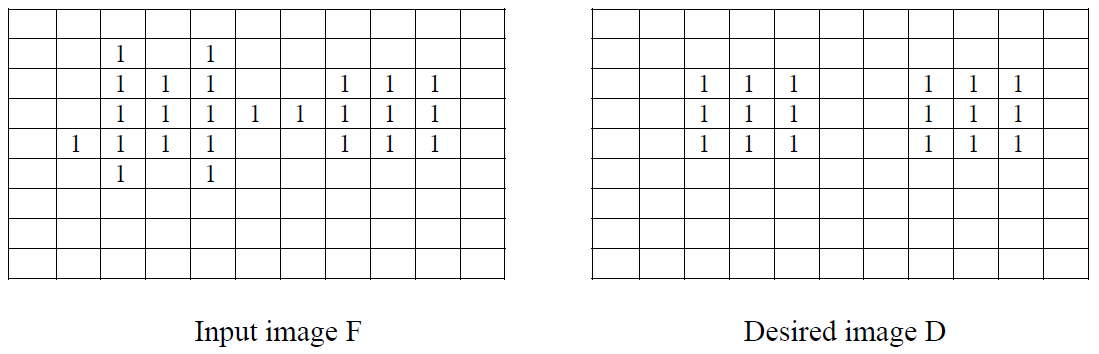 1 1
1 1 1 1 1 1 1 1 1 1 1 1
1 1 1 1 1 1 1 1 1 1 1 1 1 1
1 1 1 1 1 1 1 1 1 1 1 1 1
1 1
Input image F Desired image D